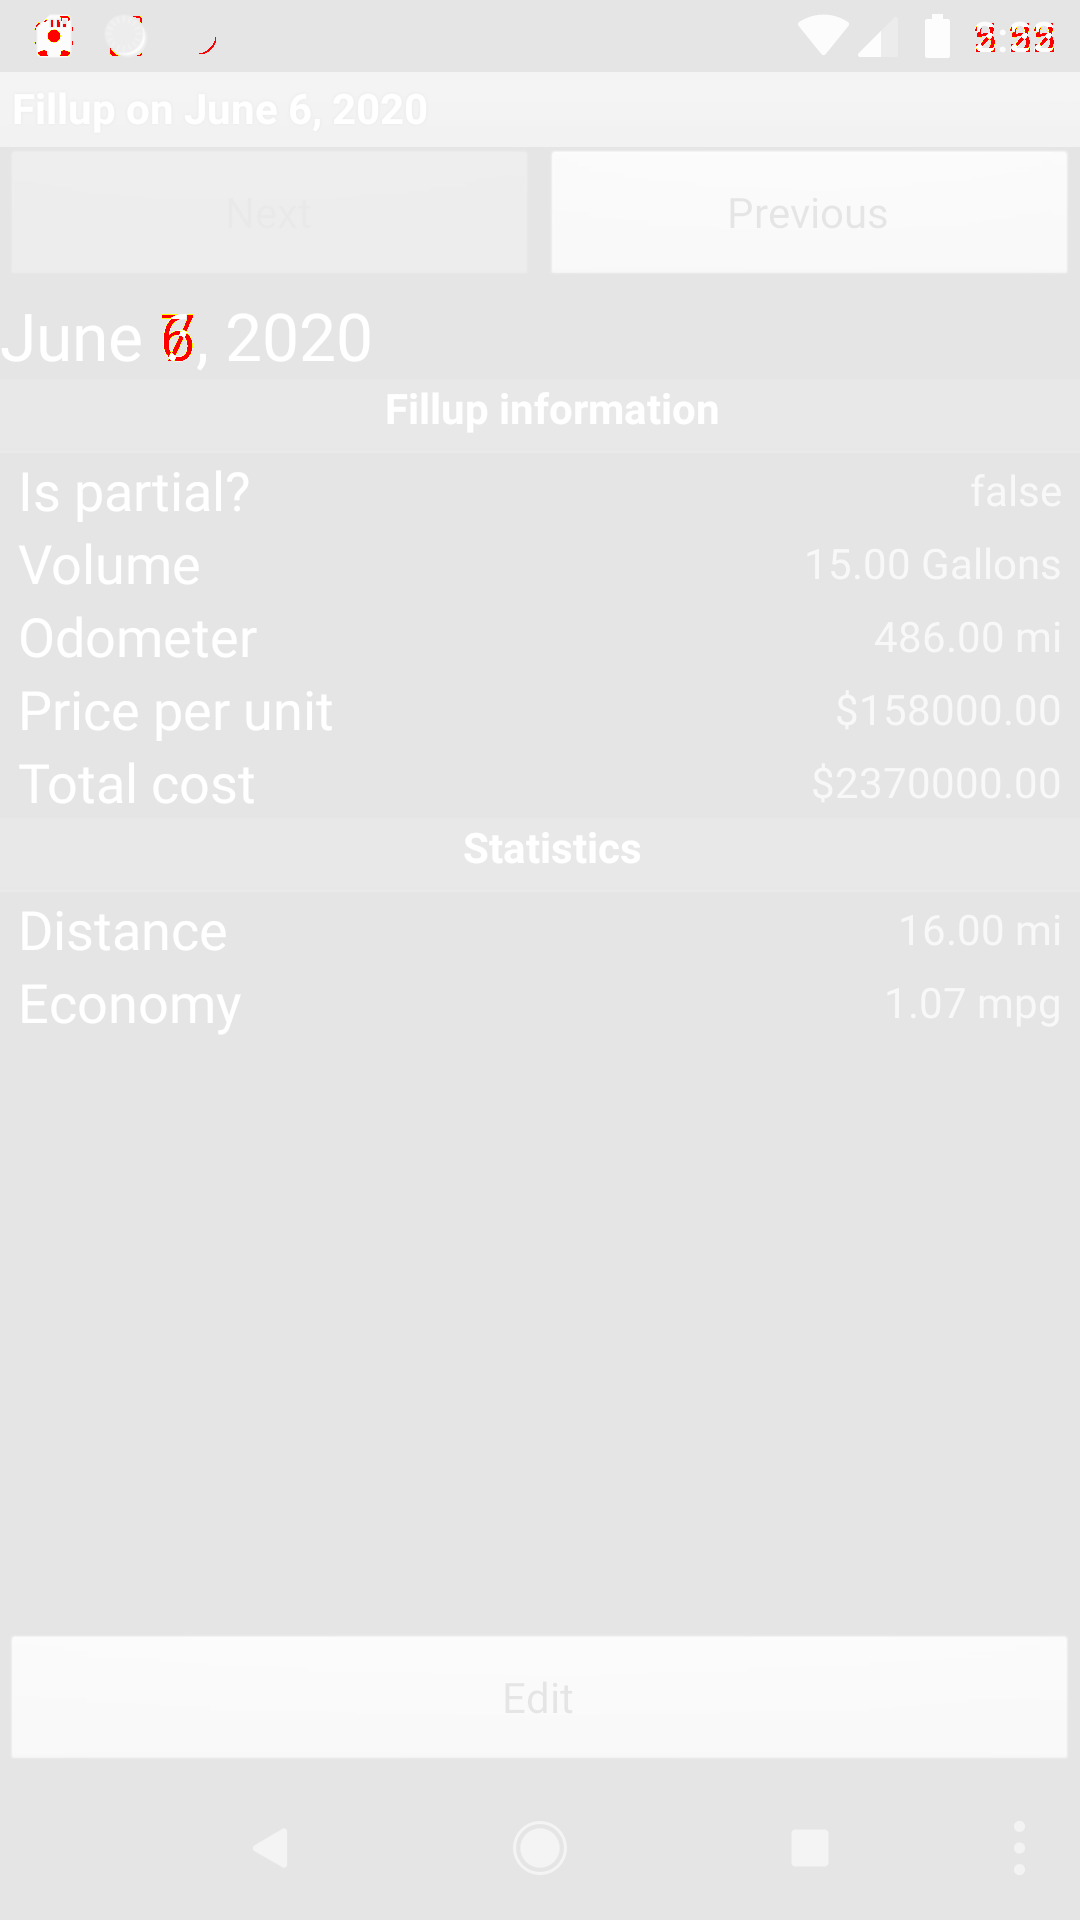 Fillup on June 6, 2020
Next
Previous
June , 2020
Fillup information
Is partial?
false
Volume
15.00 Gallons
Odometer
486.00 mi
Price per unit
$158000.00
Total cost
$2370000.00
Statistics
Distance
16.00 mi
Economy
1.07 mpg
Edit